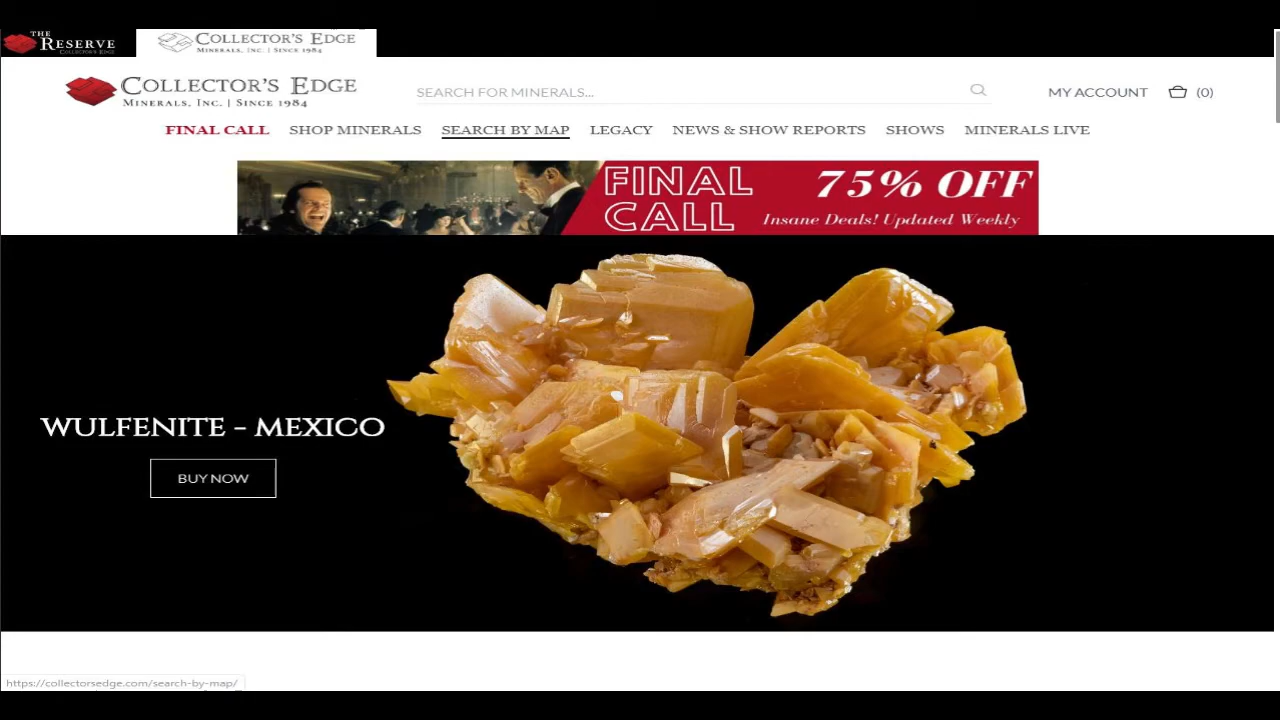 THE
RESERVE
COLLECTOR'S EDGE
COLLECTOR'S EDGE
MINERALS, INC. | SINCE 1984
COLLECTOR'S EDGE
MINERALS, INC. | SINCE 1984
SEARCH FOR MINERALS...
MY ACCOUNT (0)
FINAL CALL SHOP MINERALS SEARCH BY MAP LEGACY NEWS & SHOW REPORTS SHOWS MINERALS LIVE
FINAL CALL
75% OFF
Insane Deals! Updated Weekly
WULFENITE - MEXICO
BUY NOW
https://collectorsedge.com/search-by-map/